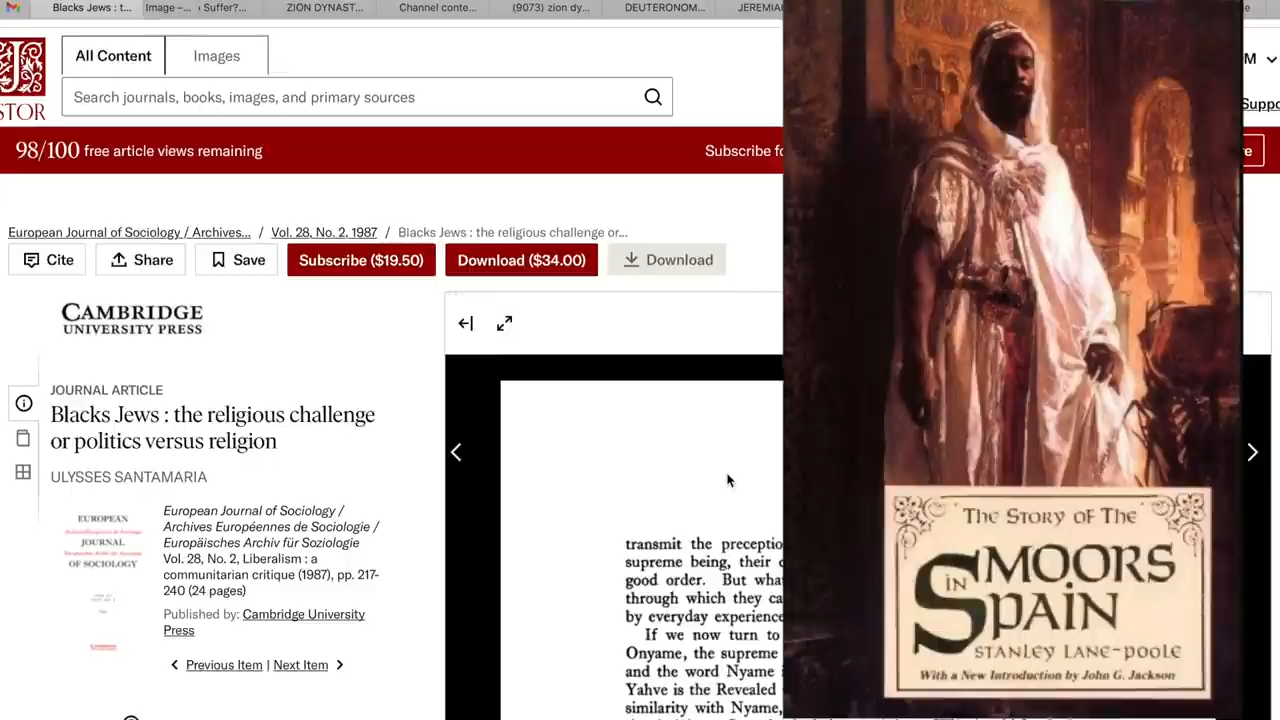 Blacks Jews : t...
Image –...
› Suffer?...
ZION DYNAST...
Channel conte...
(9073) zion dy...
DEUTERONOM...
JEREMIAH
All Content
Images
M
STOR
Search journals, books, images, and primary sources
Suppo
98/100 free article views remaining
Subscribe fo
re
European Journal of Sociology / Archives... / Vol. 28, No. 2, 1987 / Blacks Jews : the religious challenge or...
Cite
Share
Save
Subscribe ($19.50)
Download ($34.00)
Download
CAMBRIDGE
UNIVERSITY PRESS
JOURNAL ARTICLE
Blacks Jews : the religious challenge
or politics versus religion
ULYSSES SANTAMARIA
EUROPEAN
JOURNAL
OF SOCIOLOGY
European Journal of Sociology /
Archives Européennes de Sociologie /
Europäisches Archiv für Soziologie
Vol. 28, No. 2, Liberalism : a
communitarian critique (1987), pp. 217-
240 (24 pages)
Published by: Cambridge University
Press
Previous Item | Next Item
transmit the preceptio
supreme being, their c
good order. But wha
through which they ca
by everyday experience
If we now turn to
Onyame, the supreme
and the word Nyame i
Yahve is the Revealed
similarity with Nyame,
The Story of The
MOORS
IN
SPAIN
STANLEY LANE-POOLE
With a New Introduction by John G. Jackson